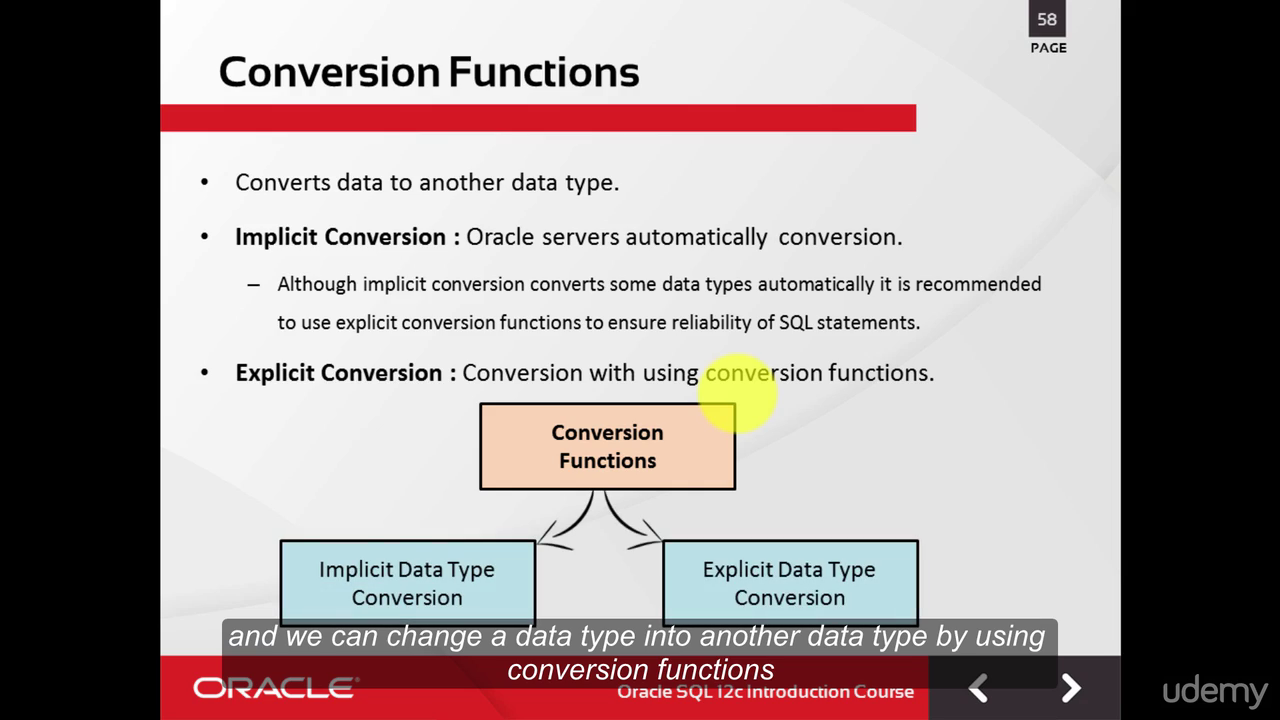 58
PAGE
Conversion Functions
• Converts data to another data type.
• Implicit Conversion : Oracle servers automatically conversion.
– Although implicit conversion converts some data types automatically it is recommended
to use explicit conversion functions to ensure reliability of SQL statements.
• Explicit Conversion : Conversion with using conversion functions.
Conversion
Functions
Implicit Data Type
Conversion
Explicit Data Type
Conversion
and we can change a data type into another data type by using
conversion functions
ORACLE
Oracle SQL 12c Introduction Course
udemy